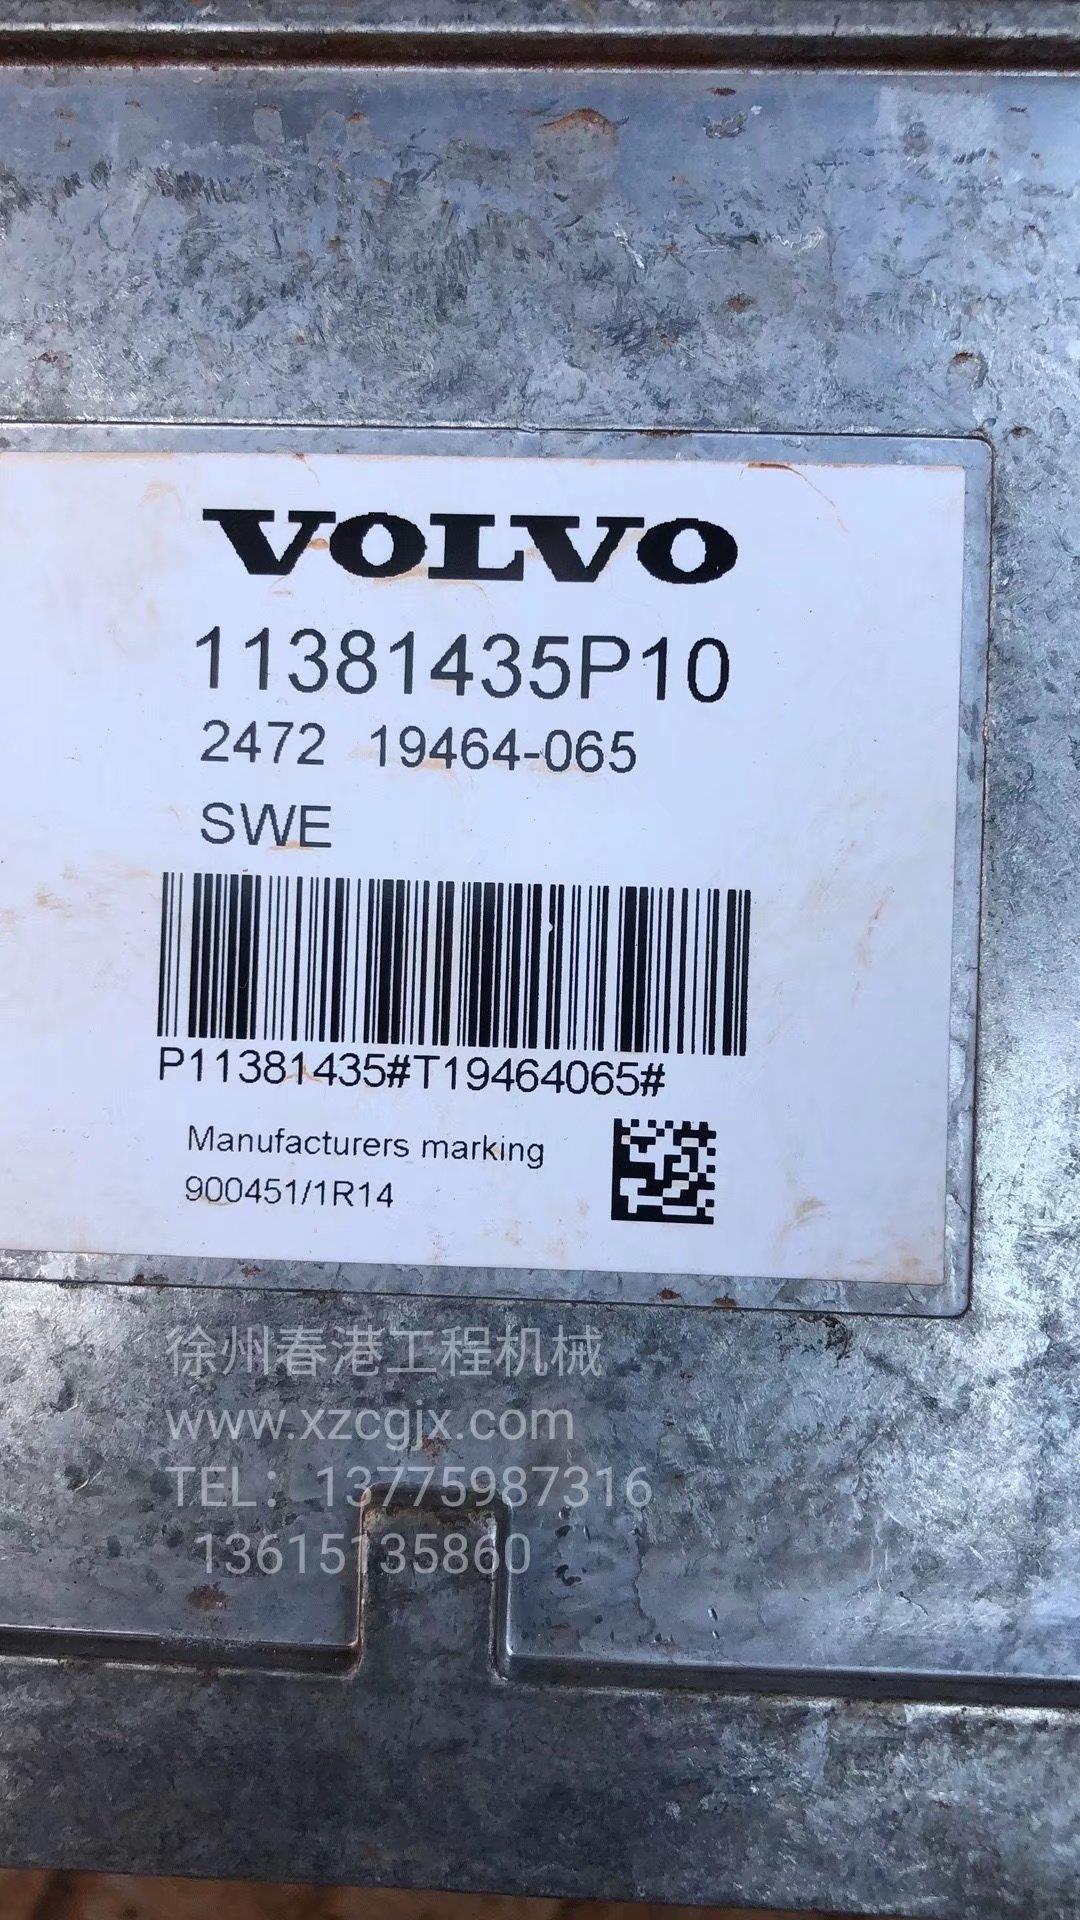 VOLVO
11381435P10
2472 19464-065
SWE
P11381435#T19464065#
Manufacturers marking
900451/1R14
徐州春港工程机械
www.xzcgjx.com
TEL：13775987316
13615135860